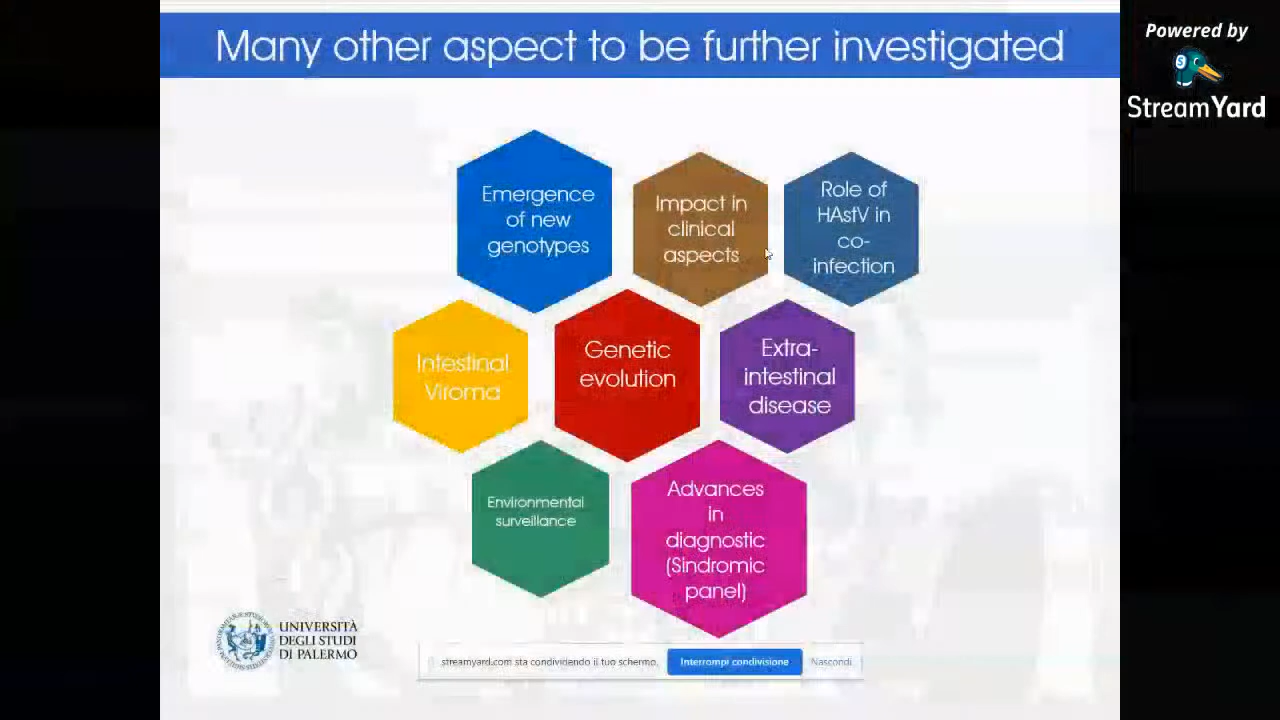 Many other aspect to be further investigated
Powered by
StreamYard
Emergence
of new
genotypes
Impact in
clinical
aspects
Role of
HAstV in
co-
infection
Intestinal
Viroma
Genetic
evolution
Extra-
intestinal
disease
Environmental
surveillance
Advances
in
diagnostic
(Sindromic
panel)
UNIVERSITÀ
DEGLI STUDI
DI PALERMO
streamyard.com sta condividendo il tuo schermo.
Interrompi condivisione
Nascondi